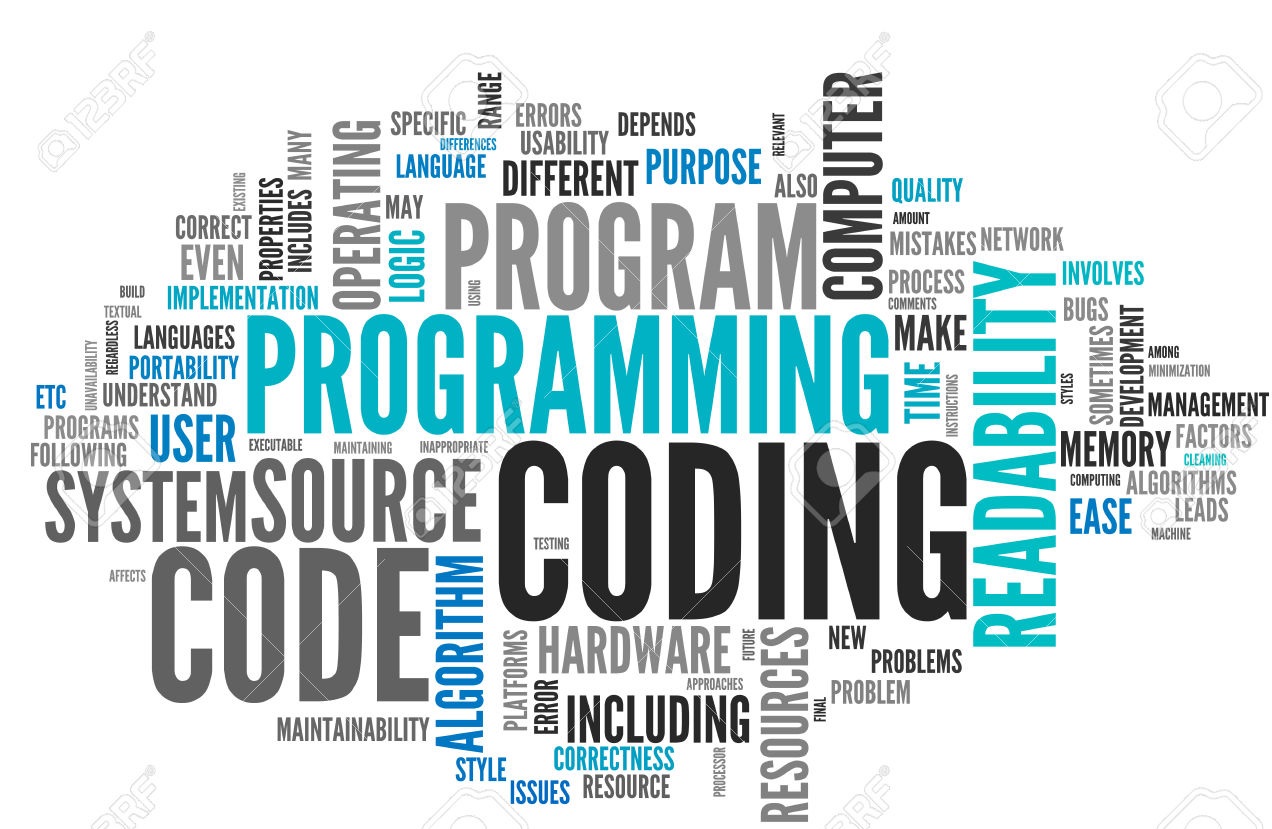 RANGE
COMPUTER
SPECIFIC
ERRORS
DEPENDS
RELEVANT
OPERATING
MANY
DIFFERENCES
USABILITY
LANGUAGE
DIFFERENT
PURPOSE
ALSO
QUALITY
EXISTING
PROPERTIES
INCLUDES
CORRECT
MAY
PROGRAM
AMOUNT
EVEN
LOGIC
MISTAKES
NETWORK
READABILITY
INVOLVES
BUILD
IMPLEMENTATION
USING
PROCESS
COMMENTS
BUGS
TEXTUAL
REGARDLESS
LANGUAGES
PROGRAMMING
MAKE
SOMETIMES
DEVELOPMENT
AMONG
UNAVAILABILITY
PORTABILITY
TIME
INSTRUCTIONS
STYLES
MINIMIZATION
ETC
UNDERSTAND
MANAGEMENT
PROGRAMS
USER
EXECUTABLE
MAINTAINING
INAPPROPRIATE
MEMORY
FACTORS
FOLLOWING
CODING
CLEANING
SYSTEM
SOURCE
COMPUTING
ALGORITHMS
EASE
LEADS
TESTING
MACHINE
AFFECTS
CODE
ALGORITHM
PLATFORMS
HARDWARE
FUTURE
RESOURCES
NEW
PROBLEMS
APPROACHES
PROBLEM
ERROR
FINAL
MAINTAINABILITY
INCLUDING
CORRECTNESS
PROCESSOR
STYLE
ISSUES
RESOURCE
123RF